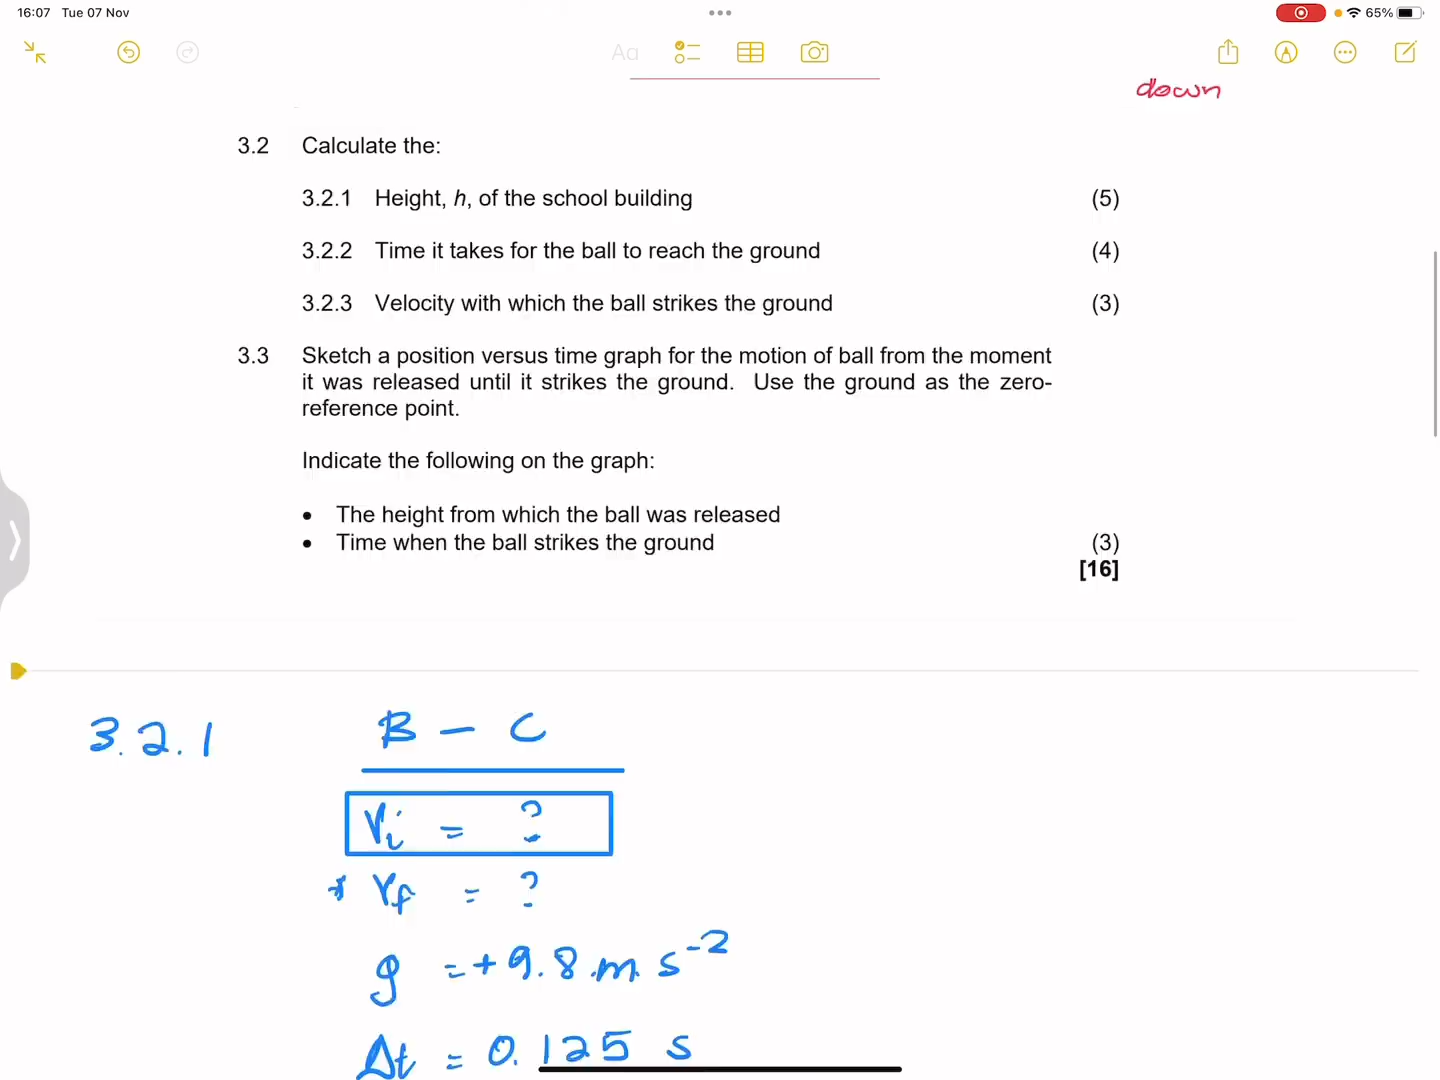 16:07 Tue 07 Nov
65%
Aa
down
3.2 Calculate the:
3.2.1 Height, h, of the school building (5)
3.2.2 Time it takes for the ball to reach the ground (4)
3.2.3 Velocity with which the ball strikes the ground (3)
3.3 Sketch a position versus time graph for the motion of ball from the moment
it was released until it strikes the ground. Use the ground as the zero-
reference point.
Indicate the following on the graph:
• The height from which the ball was released
• Time when the ball strikes the ground (3)
[16]
3.2.1 B – C
vi = ?
* vf = ?
g = +9.8 m.s⁻²
Δt = 0.125 s